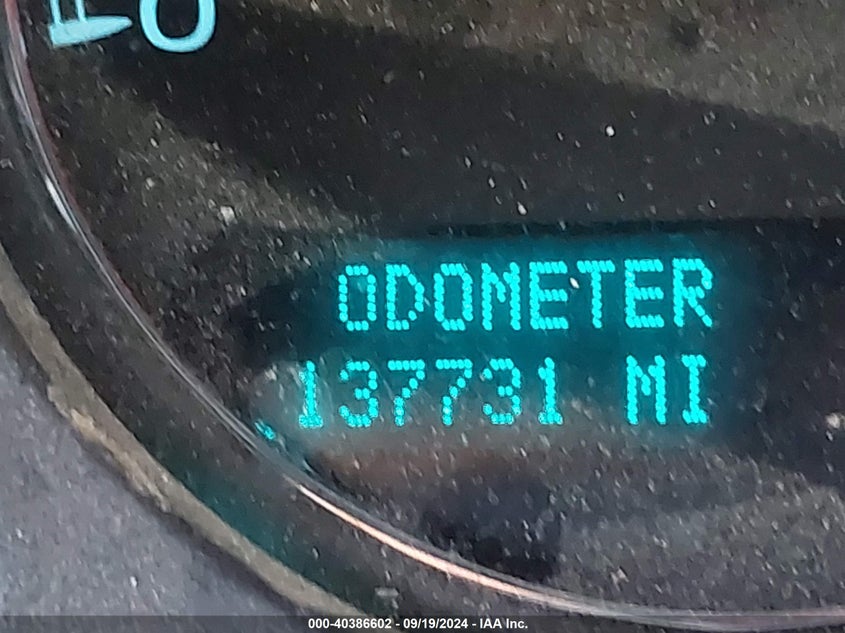 ODOMETER
137731 MI
000-40386602 - 09/19/2024 - IAA Inc.